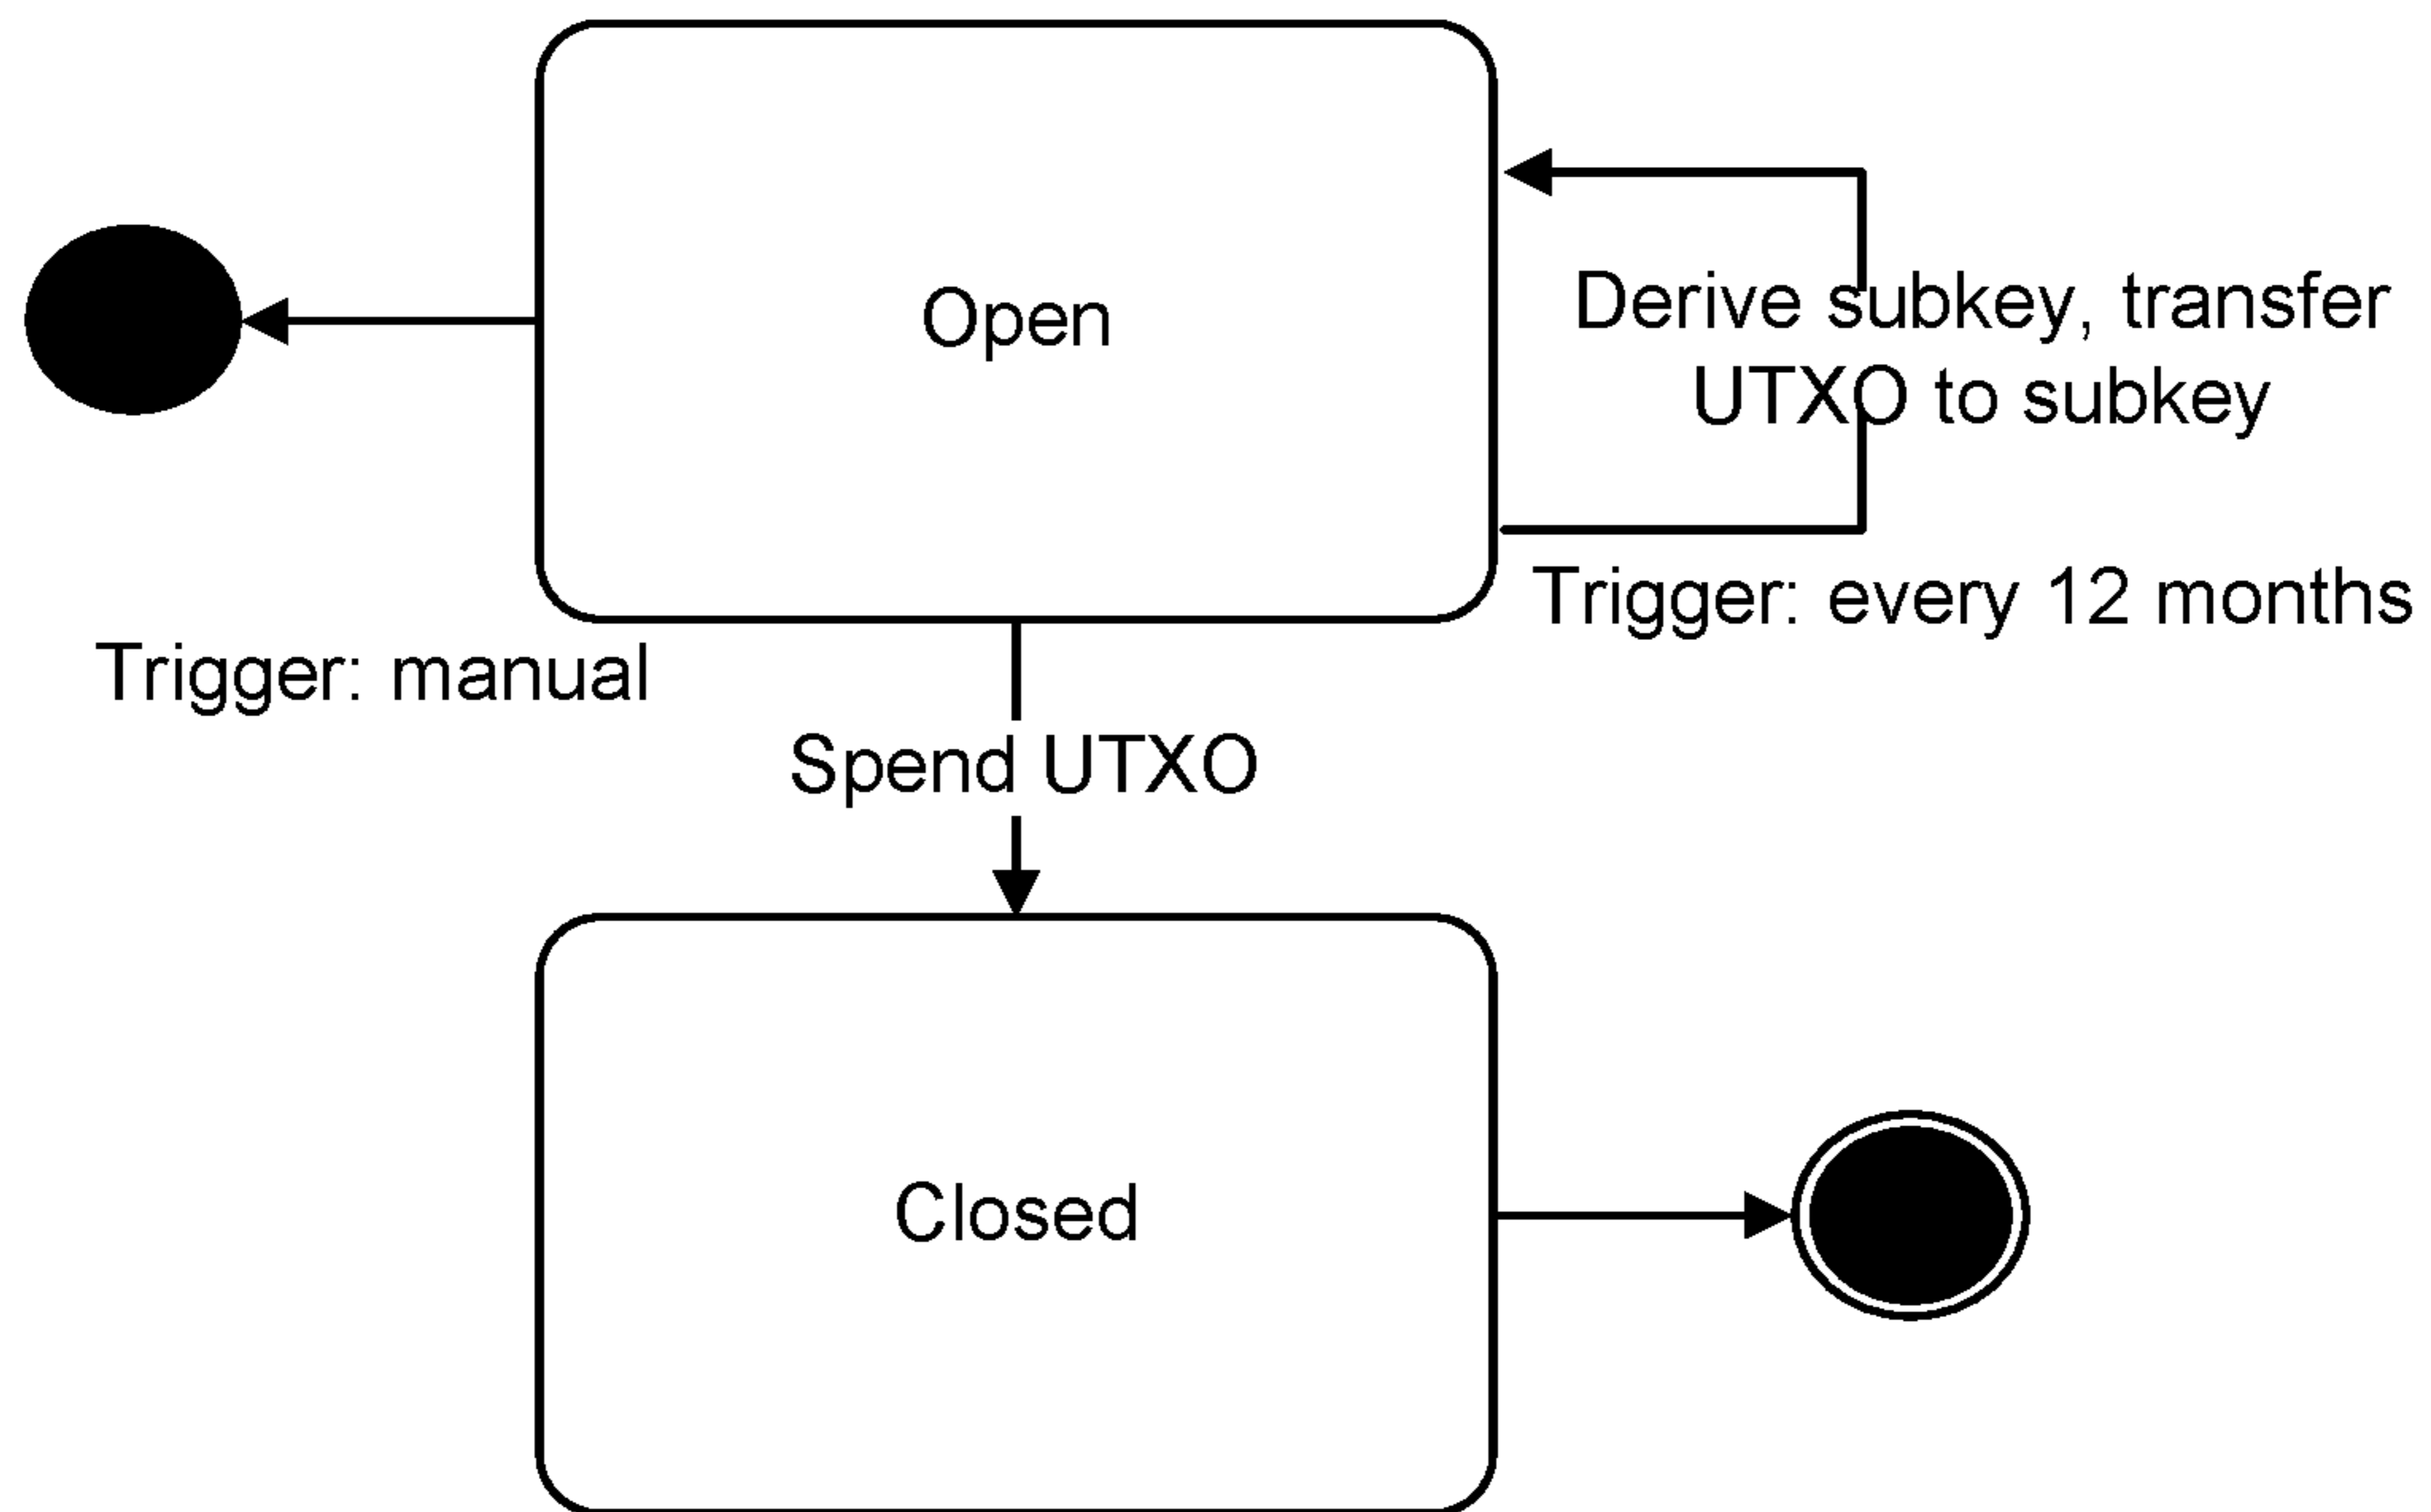 Open
Derive subkey, transfer
UTXO to subkey
Trigger: every 12 months
Trigger: manual
Spend UTXO
Closed